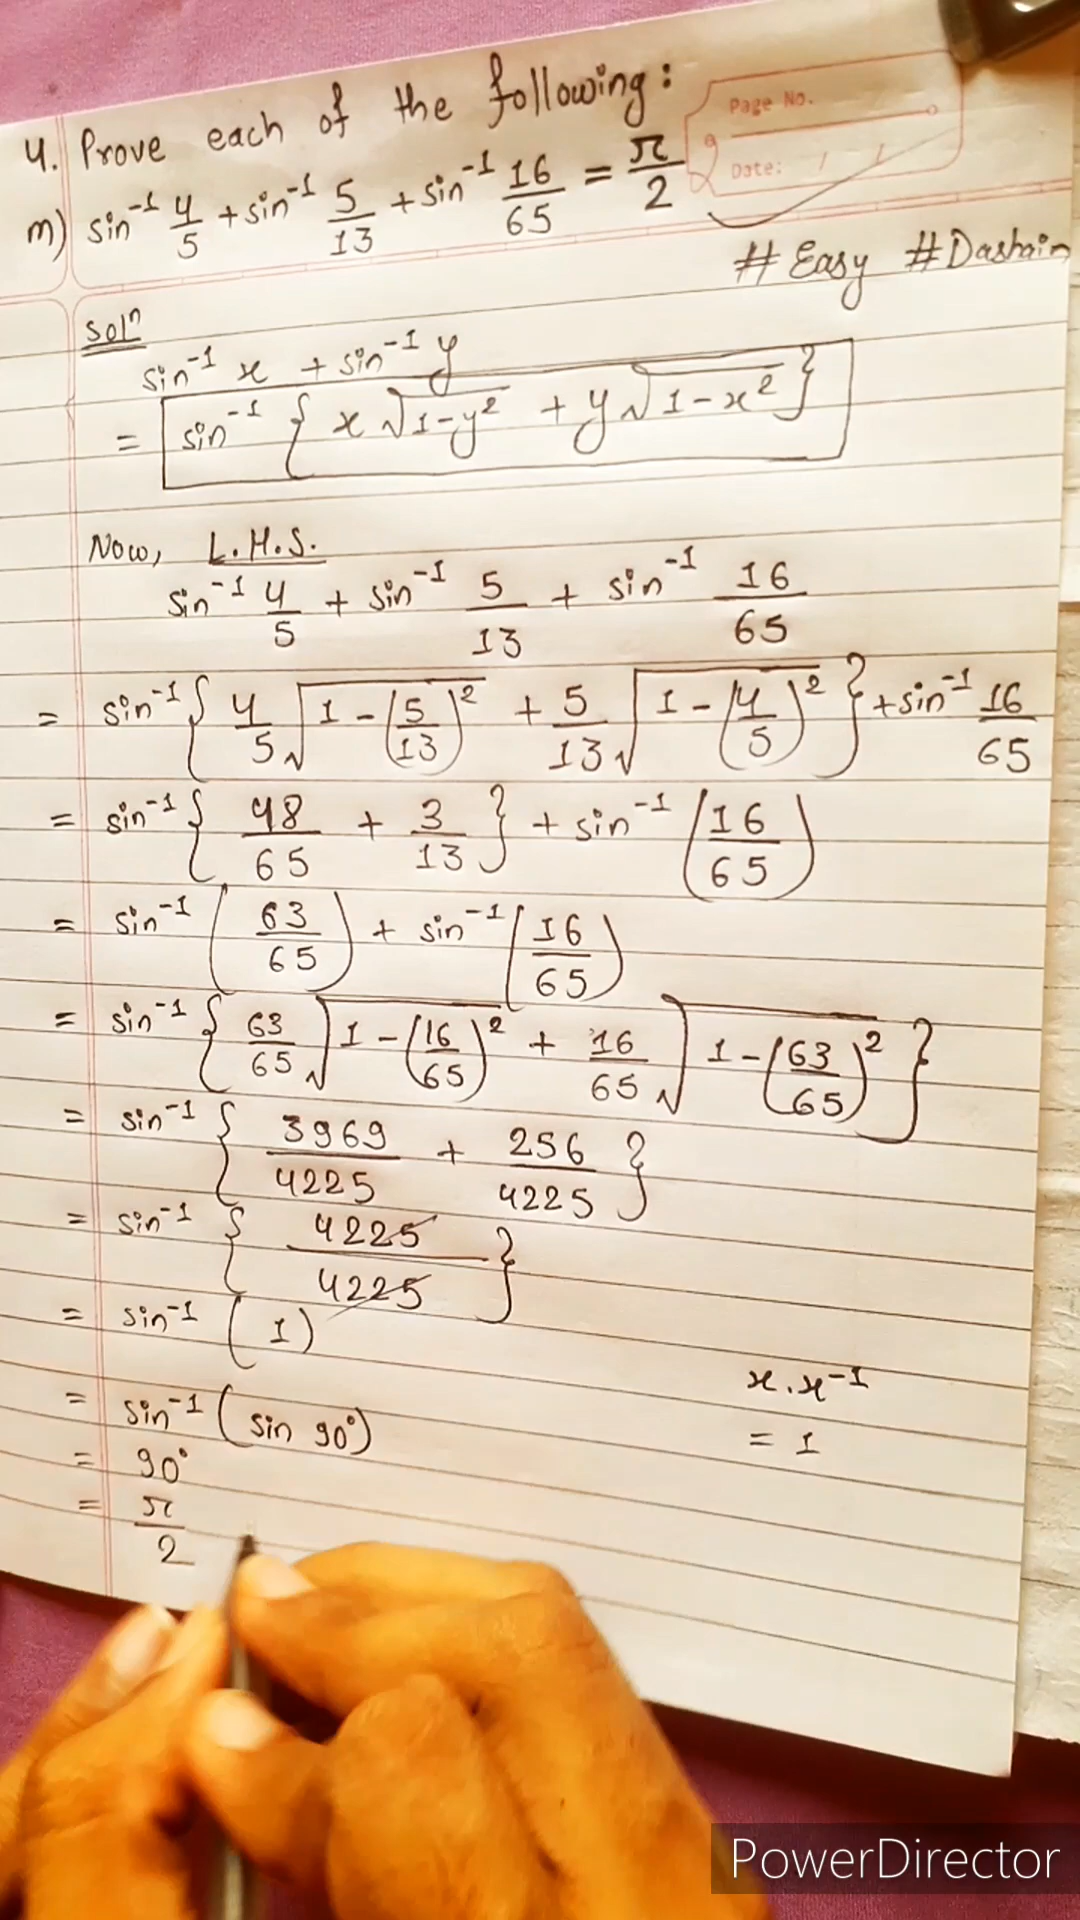 4. Prove each of the following:
Page No.
Date: / /
m) sin⁻¹ 4/5 + sin⁻¹ 5/13 + sin⁻¹ 16/65 = π/2
#Easy #Dashain
Solⁿ
sin⁻¹ x + sin⁻¹ y
= sin⁻¹ { x √(1-y²) + y √(1-x²) }
Now, L.H.S.
sin⁻¹ 4/5 + sin⁻¹ 5/13 + sin⁻¹ 16/65
= sin⁻¹ { 4/5 √(1-(5/13)²) + 5/13 √(1-(4/5)²) } + sin⁻¹ 16/65
= sin⁻¹ { 48/65 + 3/13 } + sin⁻¹ (16/65)
= sin⁻¹ (63/65) + sin⁻¹ (16/65)
= sin⁻¹ { 63/65 √(1-(16/65)²) + 16/65 √(1-(63/65)²) }
= sin⁻¹ { 3969/4225 + 256/4225 }
= sin⁻¹ { 4225/4225 }
= sin⁻¹ (1)
x.x⁻¹
= sin⁻¹ (sin 90°)
= 1
= 90°
= π/2
PowerDirector